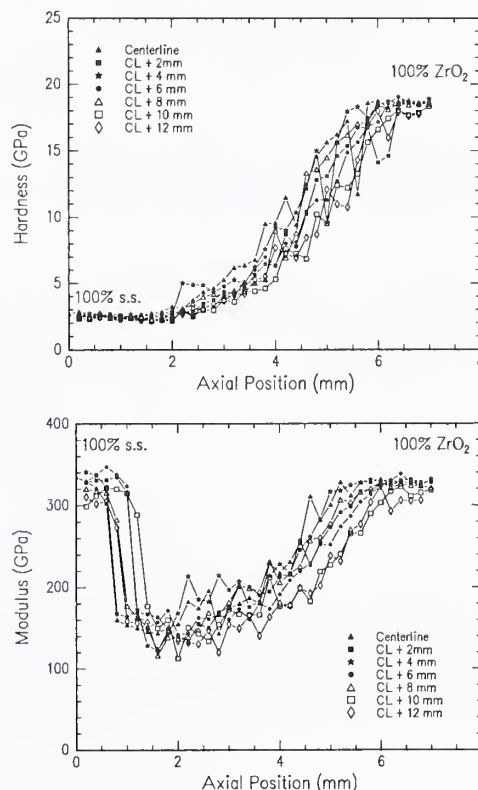 25
20
15
10
5
0
Hardness (GPa)
Centerline
CL + 2mm
CL + 4 mm
CL + 6 mm
CL + 8 mm
CL + 10 mm
CL + 12 mm
100% ZrO2
100% s.s.
0 2 4 6 8
Axial Position (mm)
400
300
200
100
0
Modulus (GPa)
100% s.s.
100% ZrO2
Centerline
CL + 2mm
CL + 4 mm
CL + 6 mm
CL + 8 mm
CL + 10 mm
CL + 12 mm
0 2 4 6 8
Axial Position (mm)